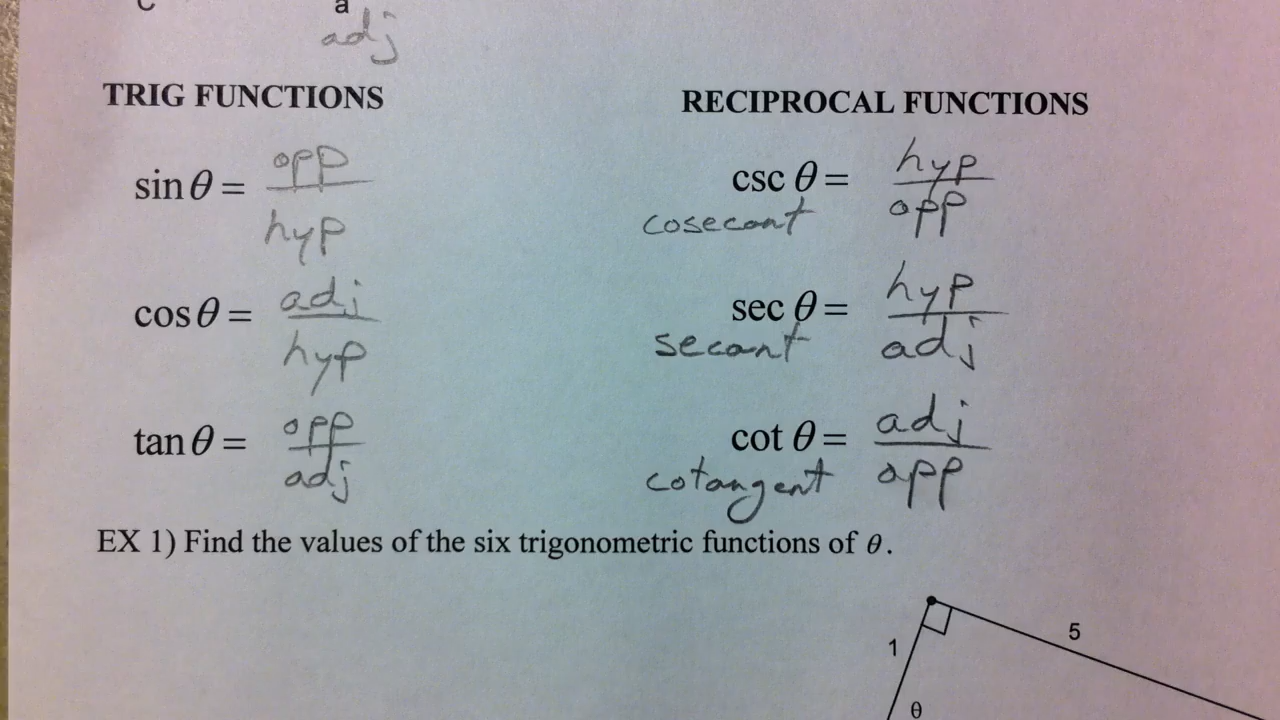 C a
adj
TRIG FUNCTIONS
RECIPROCAL FUNCTIONS
sin θ = opp / hyp
csc θ = hyp / opp
cosecant
cos θ = adj / hyp
sec θ = hyp / adj
secant
tan θ = opp / adj
cot θ = adj / opp
cotangent
EX 1) Find the values of the six trigonometric functions of θ.
1 5
θ